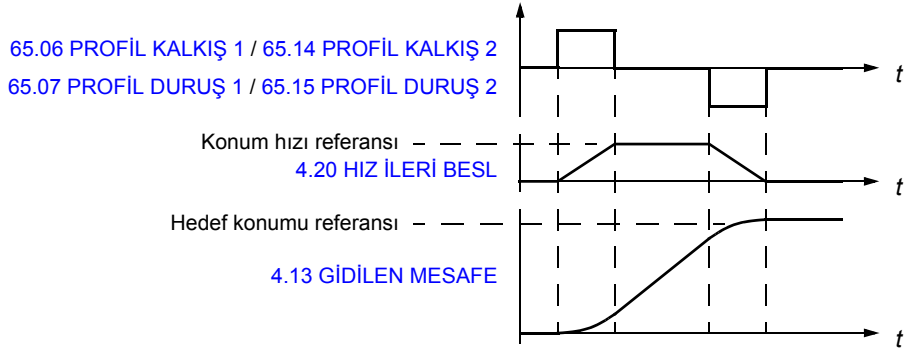 65.06 PROFİL KALKIŞ 1 / 65.14 PROFİL KALKIŞ 2
65.07 PROFİL DURUŞ 1 / 65.15 PROFİL DURUŞ 2
t
Konum hızı referansı
4.20 HIZ İLERİ BESL
t
Hedef konumu referansı
4.13 GİDİLEN MESAFE
t